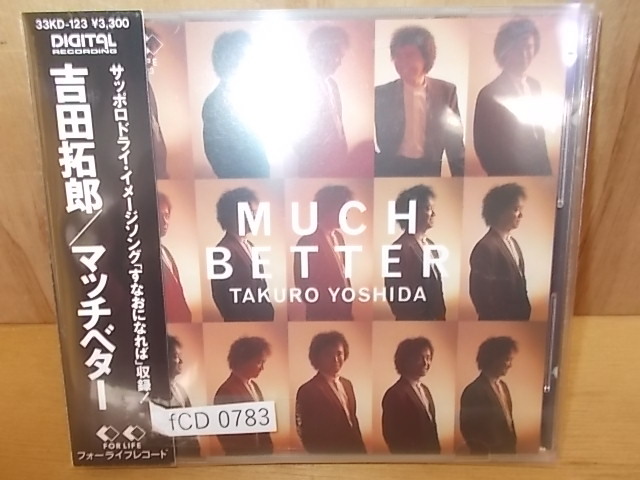 33KD-123 ¥3,300
DIGITAL
RECORDING
サッポロドライ・イメージソング「すなおになれば」収録!
吉田拓郎/マッチベター
FOR LIFE
フォーライフレコード
MUCH
BETTER
TAKURO YOSHIDA
fCD 0783